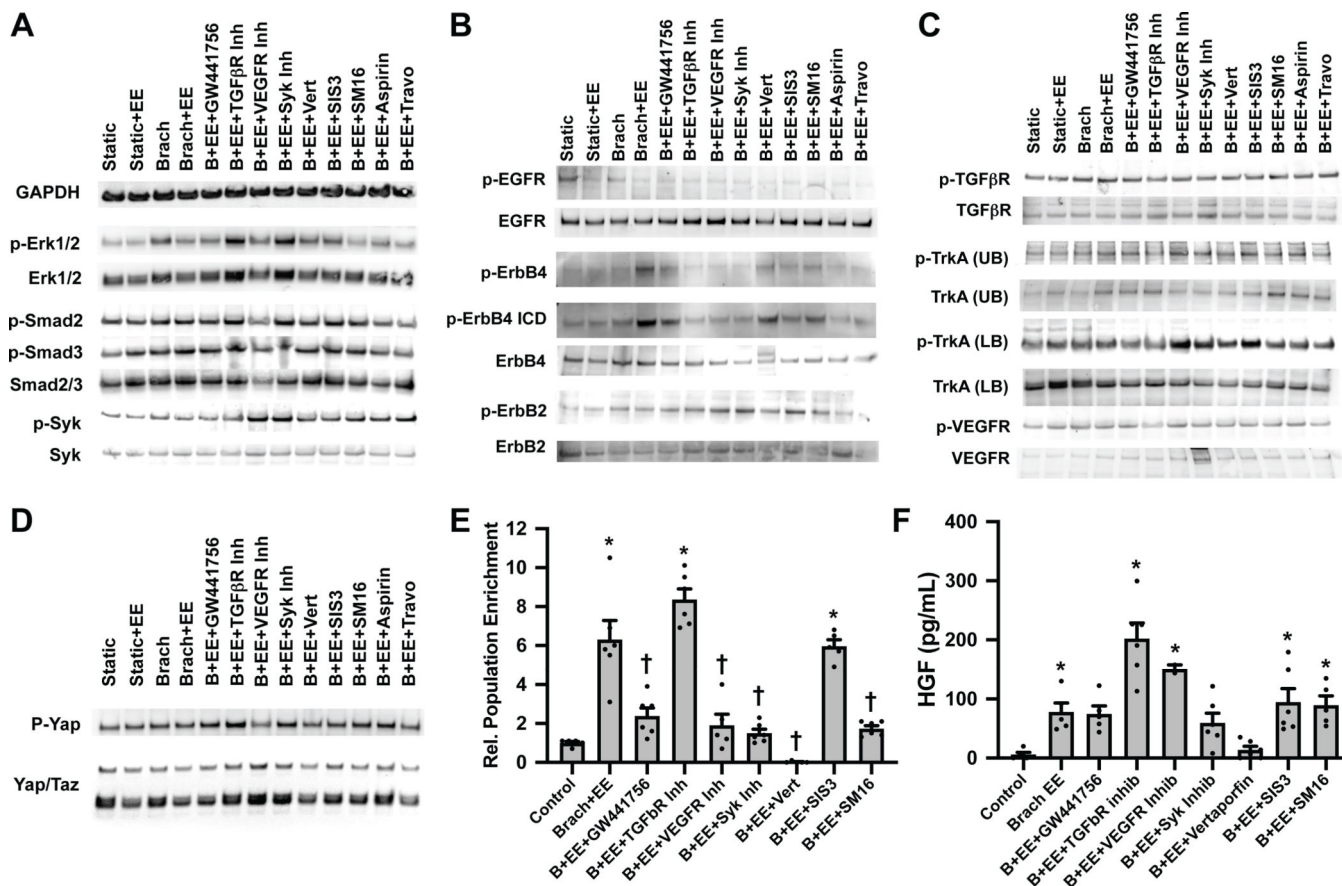 A
Static
Static+EE
Brach
Brach+EE
B+EE+GW441756
B+EE+TGFβR Inh
B+EE+VEGFR Inh
B+EE+Syk Inh
B+EE+Vert
B+EE+SIS3
B+EE+SM16
B+EE+Aspirin
B+EE+Travo
GAPDH
p-Erk1/2
Erk1/2
p-Smad2
p-Smad3
Smad2/3
p-Syk
Syk
B
Static
Static+EE
Brach
Brach+EE
B+EE+GW441756
B+EE+TGFβR Inh
B+EE+VEGFR Inh
B+EE+Syk Inh
B+EE+Vert
B+EE+SIS3
B+EE+SM16
B+EE+Aspirin
B+EE+Travo
p-EGFR
EGFR
p-ErbB4
p-ErbB4 ICD
ErbB4
p-ErbB2
ErbB2
C
Static
Static+EE
Brach
Brach+EE
B+EE+GW441756
B+EE+TGFβR Inh
B+EE+VEGFR Inh
B+EE+Syk Inh
B+EE+Vert
B+EE+SIS3
B+EE+SM16
B+EE+Aspirin
B+EE+Travo
p-TGFβR
TGFβR
p-TrkA (UB)
TrkA (UB)
p-TrkA (LB)
TrkA (LB)
p-VEGFR
VEGFR
D
Static
Static+EE
Brach
Brach+EE
B+EE+GW441756
B+EE+TGFβR Inh
B+EE+VEGFR Inh
B+EE+Syk Inh
B+EE+Vert
B+EE+SIS3
B+EE+SM16
B+EE+Aspirin
B+EE+Travo
P-Yap
Yap/Taz
E
Rel. Population Enrichment
12
10
8
6
4
2
0
*
†
*
†
†
†
*
†
Control
Brach+EE
B+EE+GW441756
B+EE+TGFbR Inh
B+EE+VEGFR Inh
B+EE+Syk Inh
B+EE+Vert
B+EE+SIS3
B+EE+SM16
F
HGF (pg/mL)
400
300
200
100
0
*
*
*
*
*
Control
Brach EE
B+EE+GW441756
B+EE+TGFbR inhib
B+EE+VEGFR Inhib
B+EE+Syk Inhib
B+EE+Vertaporfin
B+EE+SIS3
B+EE+SM16